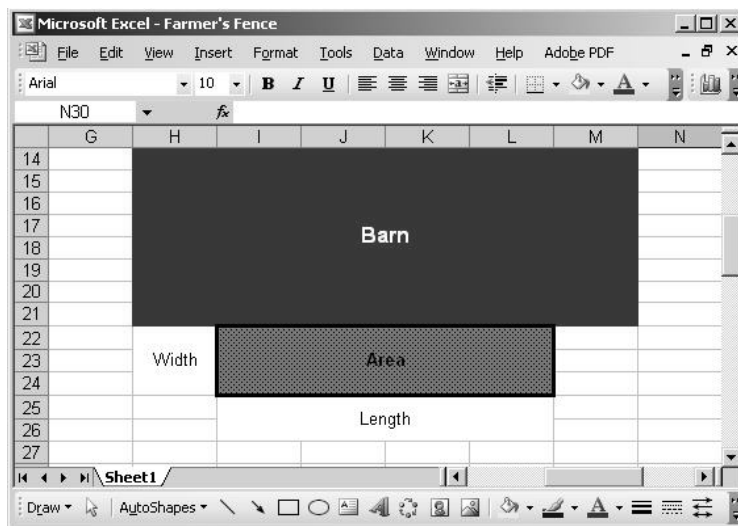 Microsoft Excel - Farmer's Fence
File Edit View Insert Format Tools Data Window Help Adobe PDF
Arial 10 B I U A
N30 fx
G H I J K L M N
14
15
16
17
Barn
18
19
20
21
22
23 Width Area
24
25
Length
26
27
Sheet1
Draw AutoShapes A A